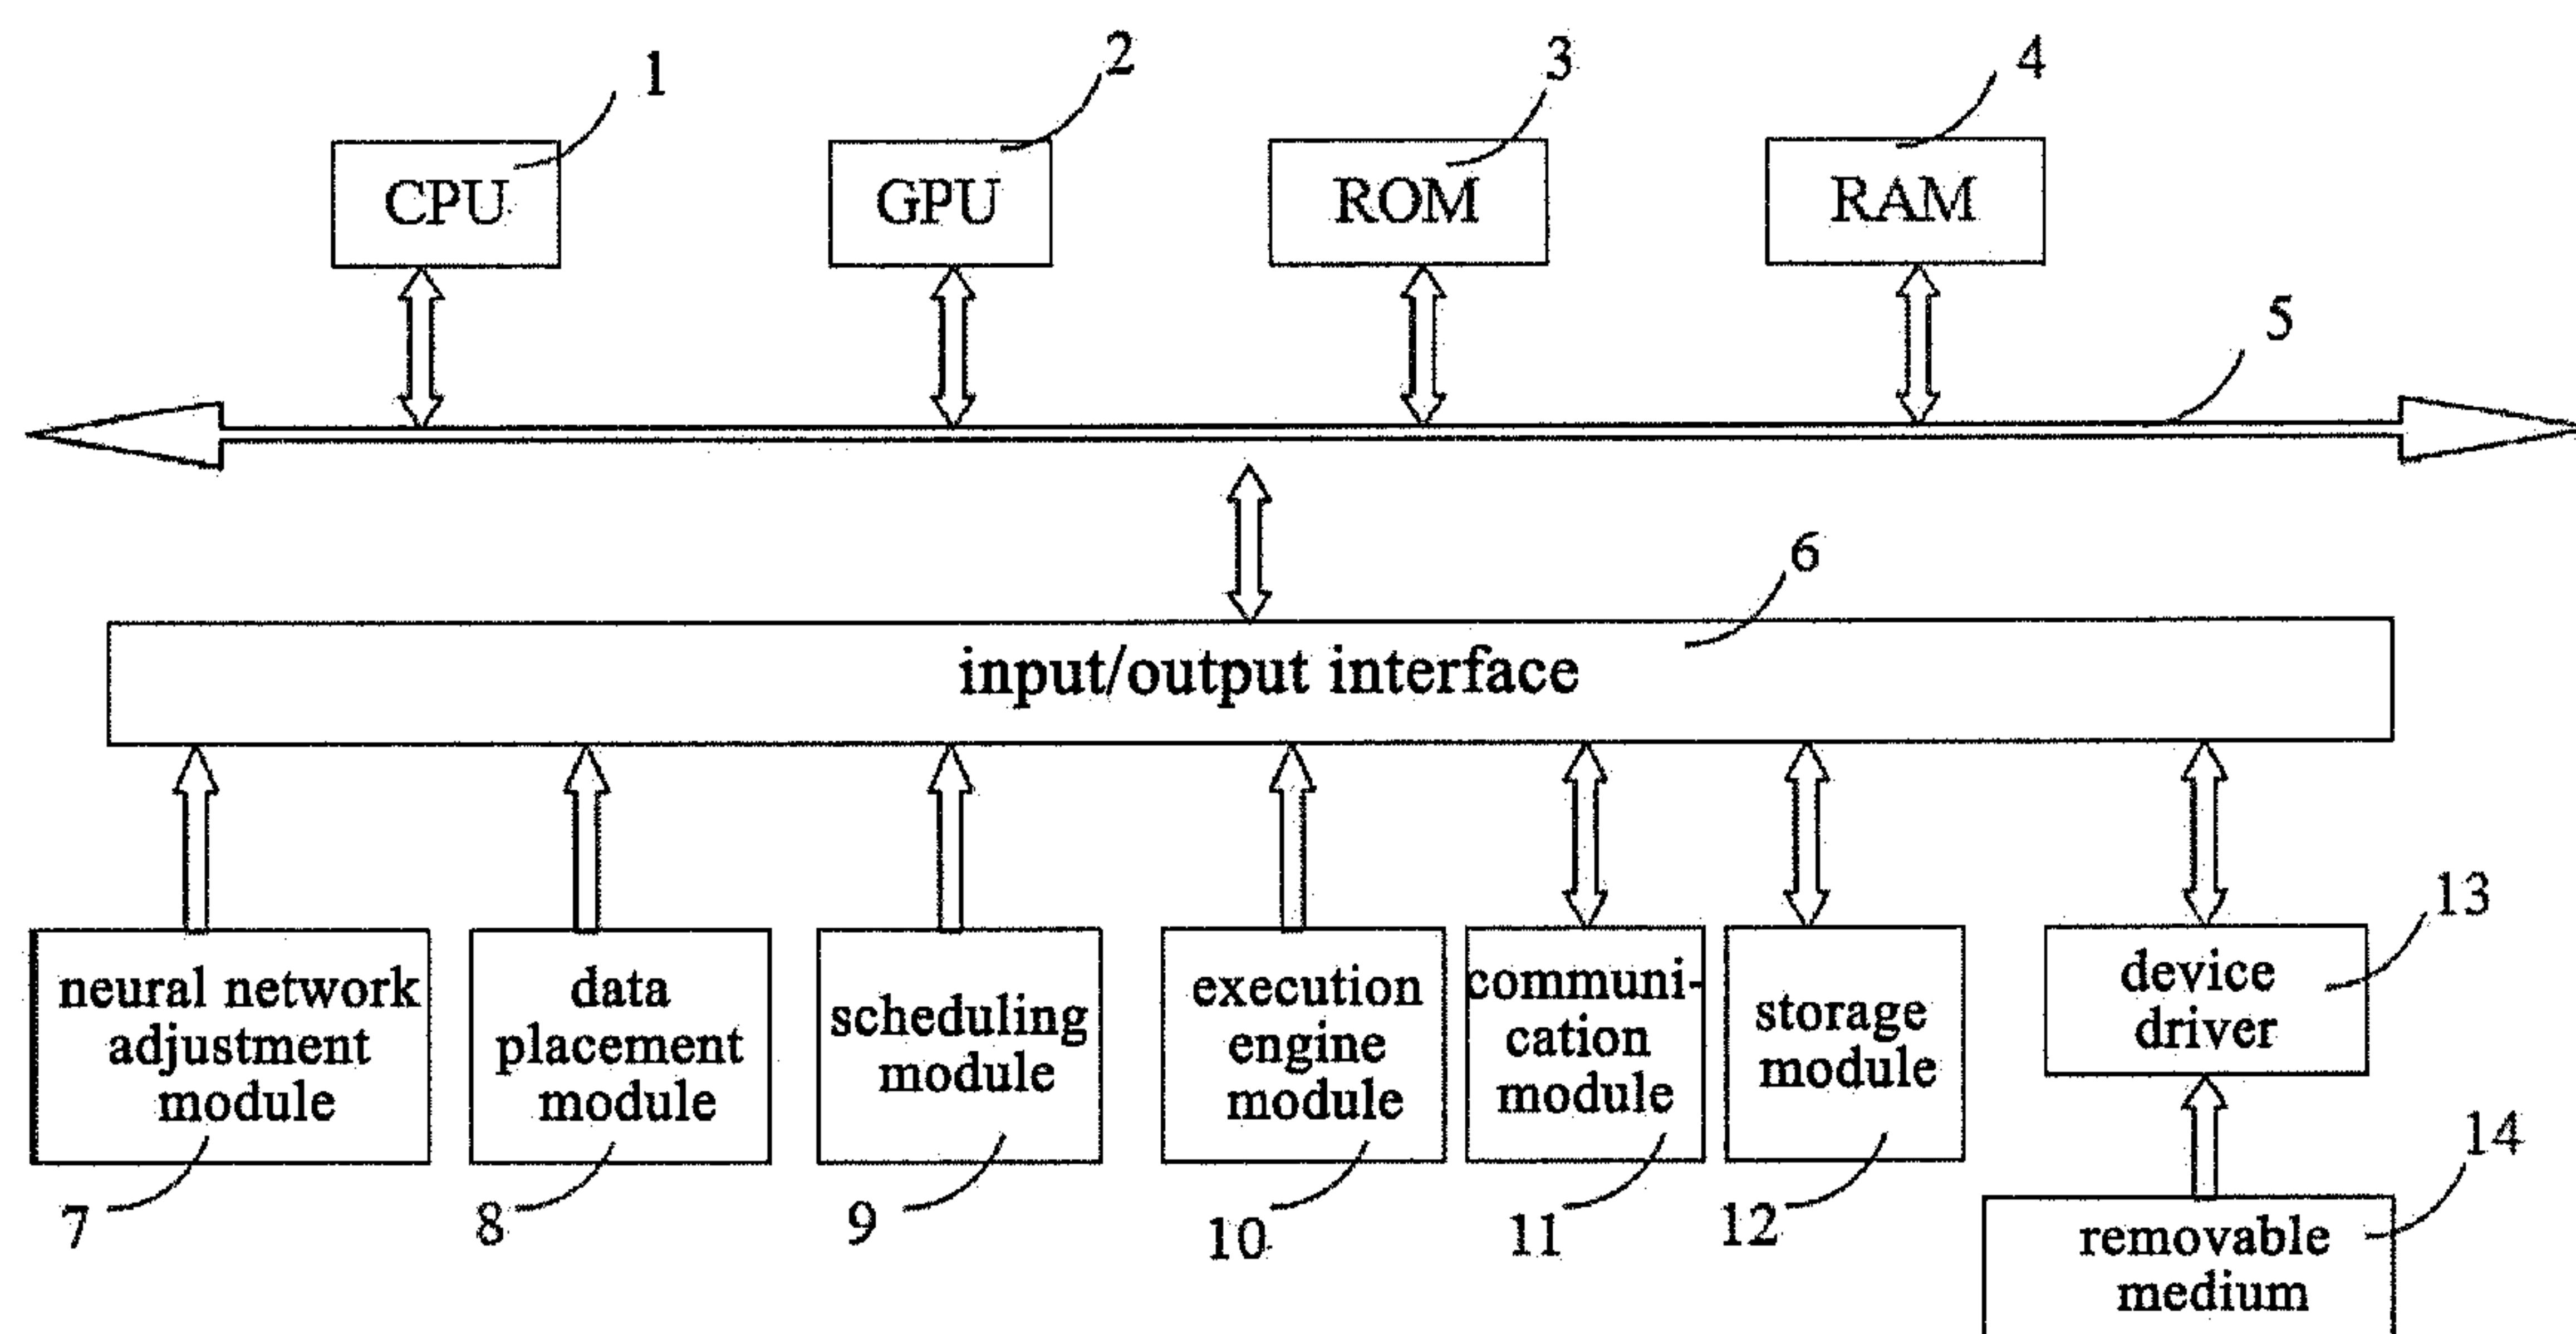 1
2
3
4
CPU
GPU
ROM
RAM
5
6
input/output interface
neural network
adjustment
module
data
placement
module
scheduling
module
execution
engine
module
communi-
cation
module
storage
module
device
driver
13
7
8
9
10
11
12
14
removable
medium